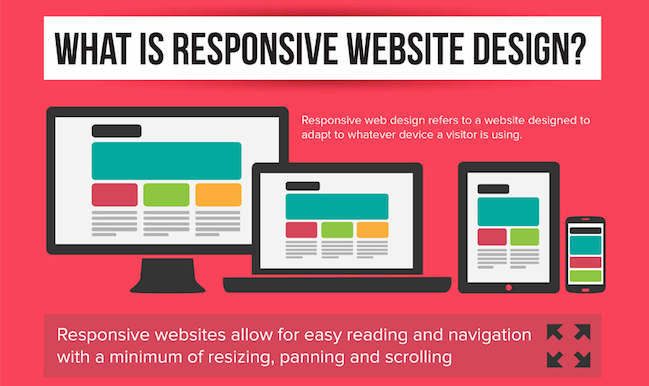 WHAT IS RESPONSIVE WEBSITE DESIGN?
Responsive web design refers to a website designed to
adapt to whatever device a visitor is using.
Responsive websites allow for easy reading and navigation
with a minimum of resizing, panning and scrolling